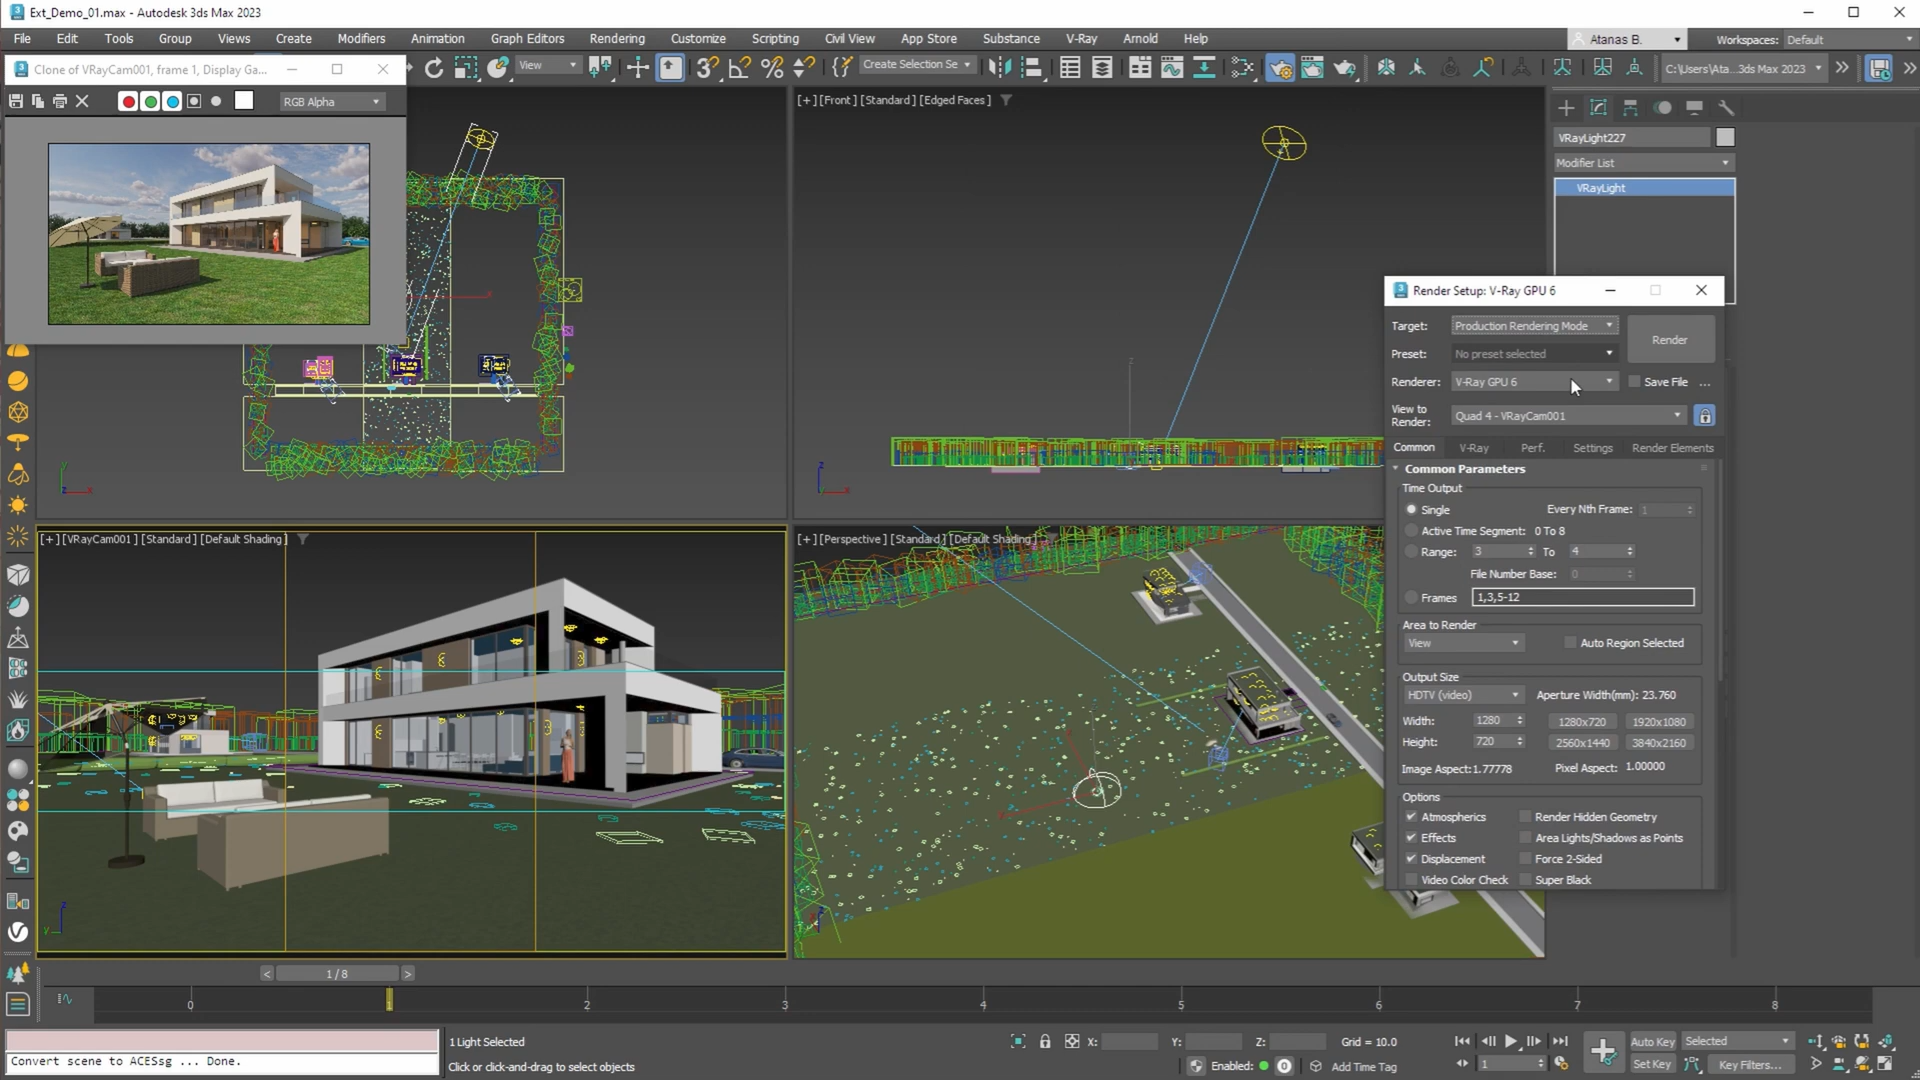 Ext_Demo_01.max - Autodesk 3ds Max 2023
File Edit Tools Group Views Create Modifiers Animation Graph Editors Rendering Customize Scripting Civil View App Store Substance V-Ray Arnold Help
Atanas B.
Workspaces: Default
Clone of VRayCam001, frame 1, Display Ga...
View
Create Selection Se
C:\Users\Ata...3ds Max 2023
RGB Alpha
[+] [Front] [Standard] [Edged Faces]
VRayLight227
Modifier List
VRayLight
Render Setup: V-Ray GPU 6
Target: Production Rendering Mode
Render
Preset: No preset selected
Renderer: V-Ray GPU 6
Save File ...
View to Render: Quad 4 - VRayCam001
Common V-Ray Perf. Settings Render Elements
Common Parameters
Time Output
Single
Every Nth Frame: 1
Active Time Segment: 0 To 8
Range: 3 To 4
File Number Base: 0
Frames 1,3,5-12
Area to Render
View
Auto Region Selected
Output Size
HDTV (video)
Aperture Width(mm): 23.760
Width: 1280
1280x720 1920x1080
Height: 720
2560x1440 3840x2160
Image Aspect: 1.77778
Pixel Aspect: 1.00000
Options
Atmospherics
Render Hidden Geometry
Effects
Area Lights/Shadows as Points
Displacement
Force 2-Sided
Video Color Check
Super Black
[+] [VRayCam001] [Standard] [Default Shading]
[+] [Perspective] [Standard] [Default Shading]
< 1 / 8 >
0 1 2 3 4 5 6 7 8
Convert scene to ACESsg ... Done.
1 Light Selected
Click or click-and-drag to select objects
X: Y: Z: Grid = 10.0
Enabled: 0
Add Time Tag
1
Auto Key
Selected
Set Key
Key Filters...